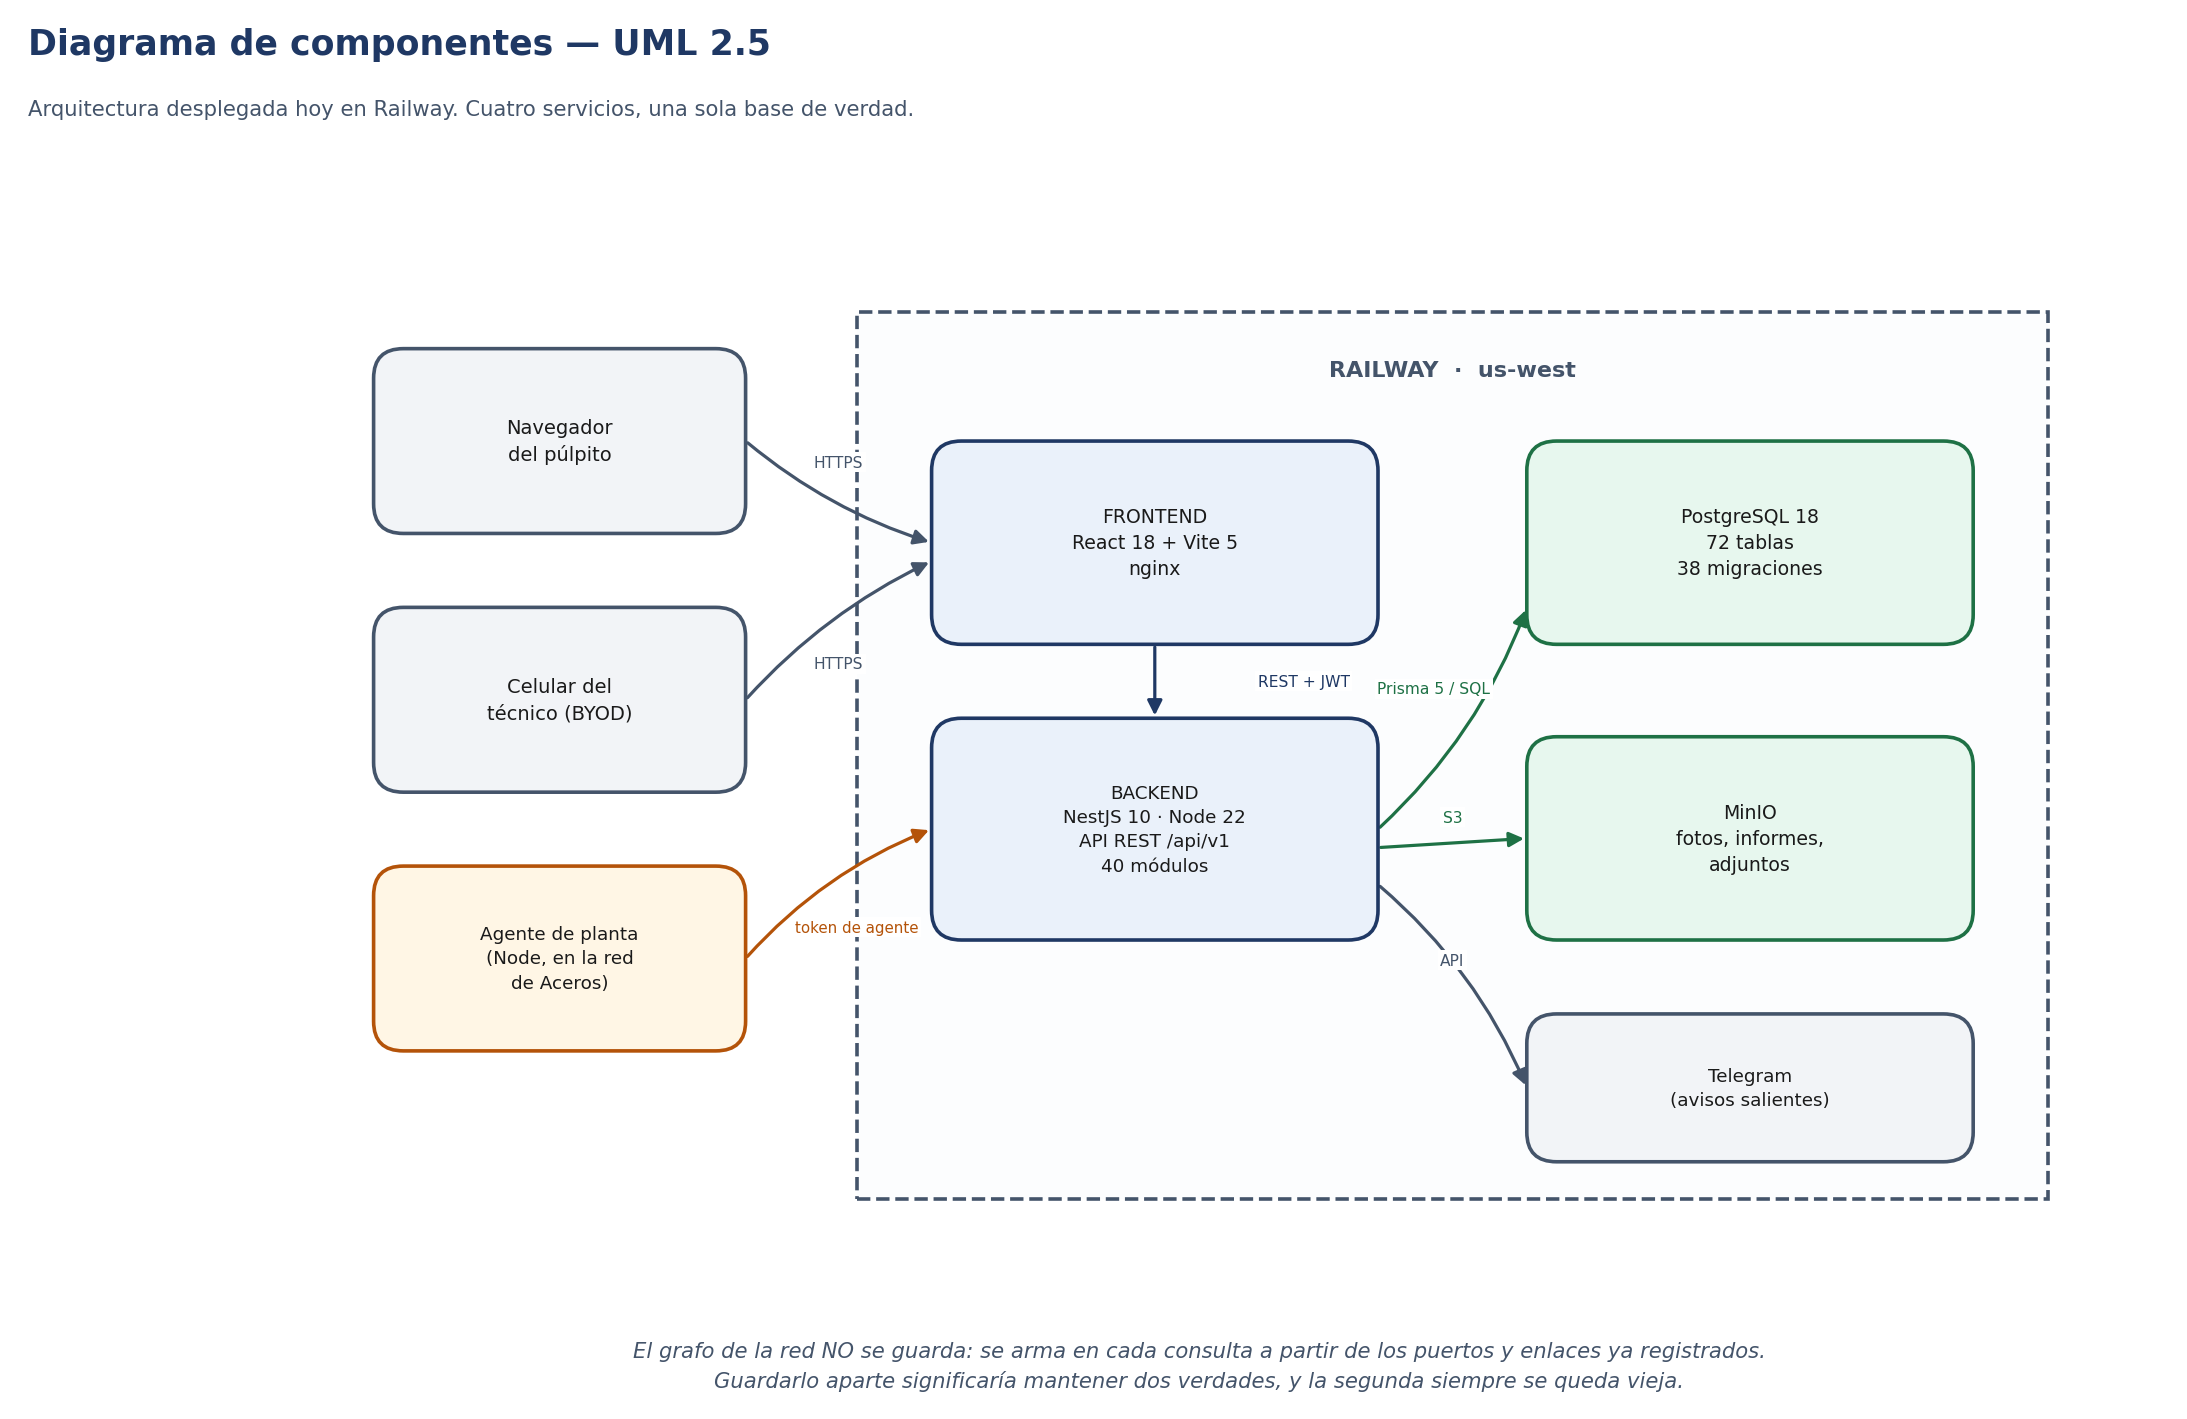 Diagrama de componentes — UML 2.5
Arquitectura desplegada hoy en Railway. Cuatro servicios, una sola base de verdad.
RAILWAY · us-west
Navegador
del púlpito
HTTPS
FRONTEND
React 18 + Vite 5
nginx
PostgreSQL 18
72 tablas
38 migraciones
Celular del
técnico (BYOD)
HTTPS
REST + JWT
Prisma 5 / SQL
BACKEND
NestJS 10 · Node 22
API REST /api/v1
40 módulos
S3
MinIO
fotos, informes,
adjuntos
Agente de planta
(Node, en la red
de Aceros)
token de agente
API
Telegram
(avisos salientes)
El grafo de la red NO se guarda: se arma en cada consulta a partir de los puertos y enlaces ya registrados.
Guardarlo aparte significaría mantener dos verdades, y la segunda siempre se queda vieja.